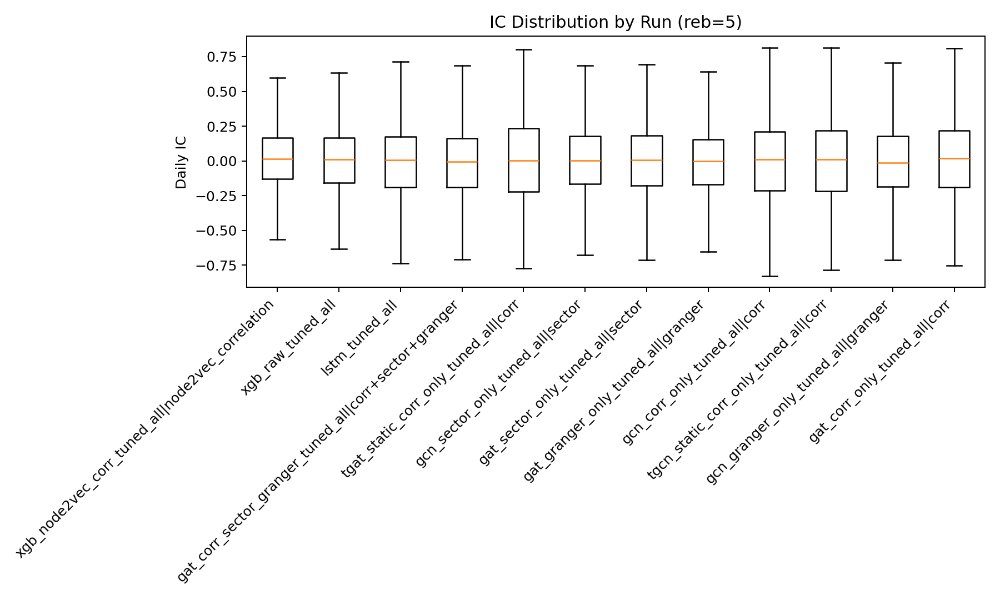 IC Distribution by Run (reb=5)
Daily IC
0.75
0.50
0.25
0.00
−0.25
−0.50
−0.75
xgb_node2vec_corr_tuned_all|node2vec_correlation
xgb_raw_tuned_all
lstm_tuned_all
gat_corr_sector_granger_tuned_all|corr+sector+granger
tgat_static_corr_only_tuned_all|corr
gcn_sector_only_tuned_all|sector
gat_sector_only_tuned_all|sector
gat_granger_only_tuned_all|granger
gcn_corr_only_tuned_all|corr
tgcn_static_corr_only_tuned_all|corr
gcn_granger_only_tuned_all|granger
gat_corr_only_tuned_all|corr